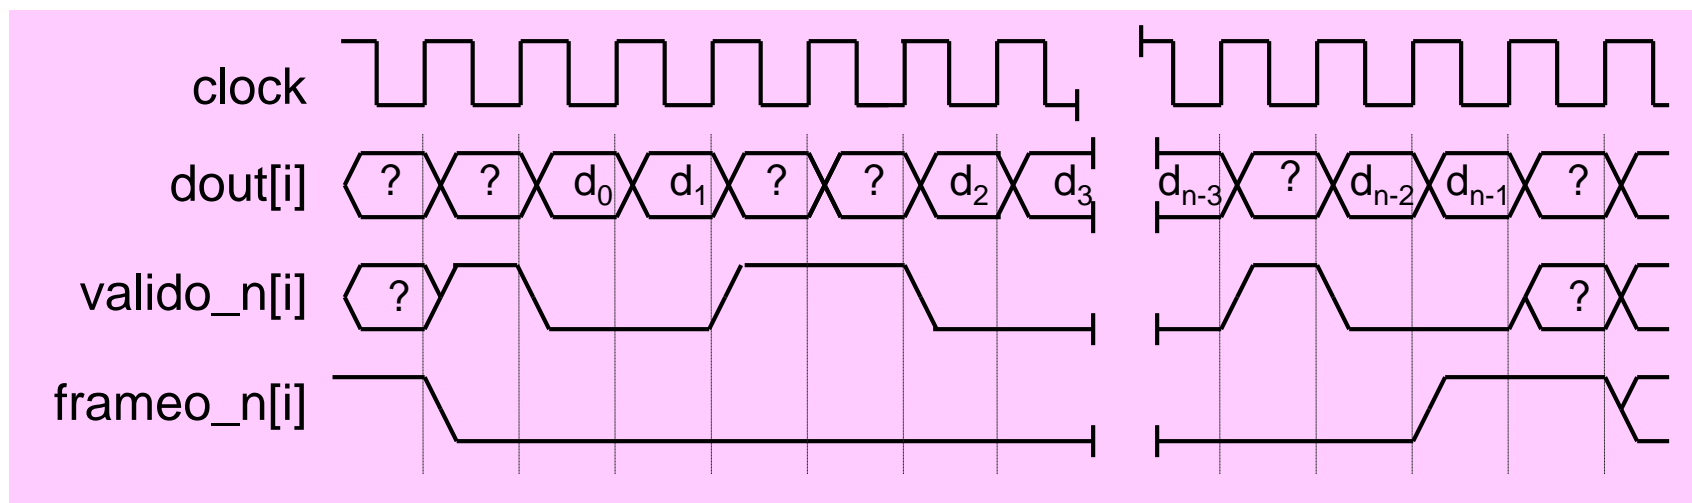 clock
dout[i] ? ? d0 d1 ? ? d2 d3 dn-3 ? dn-2 dn-1 ?
valido_n[i] ? ?
frameo_n[i]